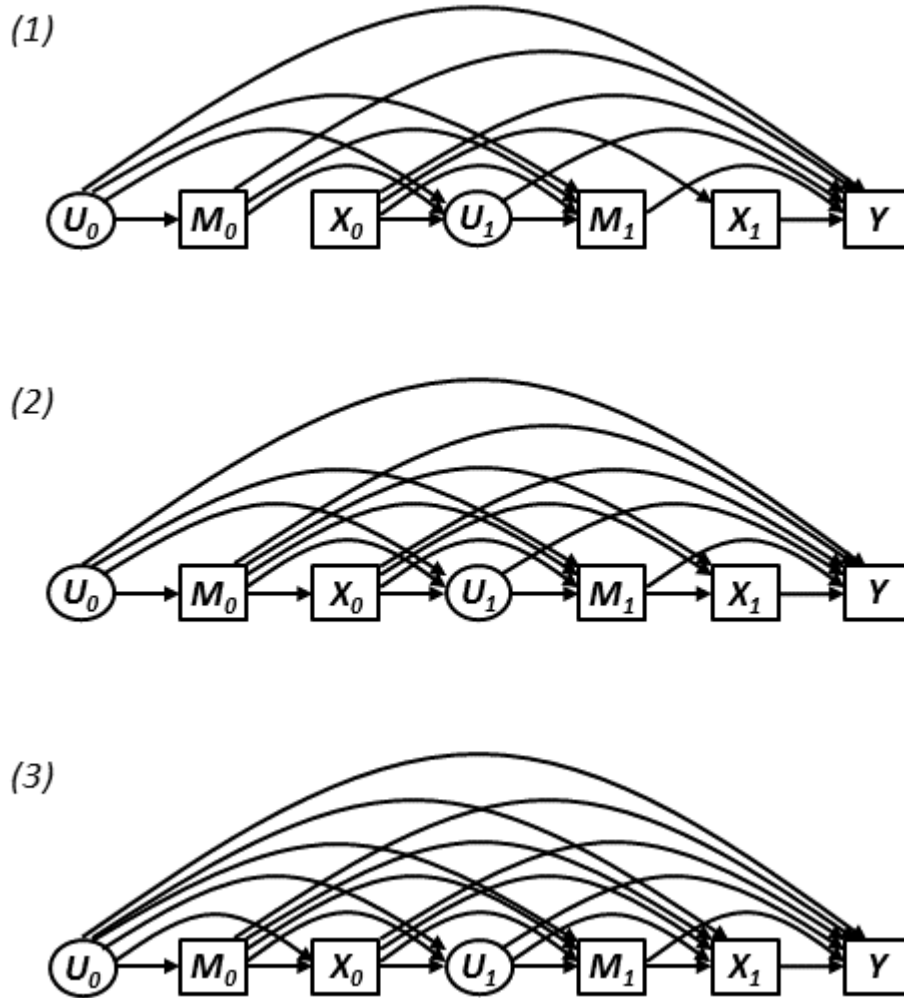 (1)
U₀ M₀ X₀ U₁ M₁ X₁ Y
(2)
U₀ M₀ X₀ U₁ M₁ X₁ Y
(3)
U₀ M₀ X₀ U₁ M₁ X₁ Y